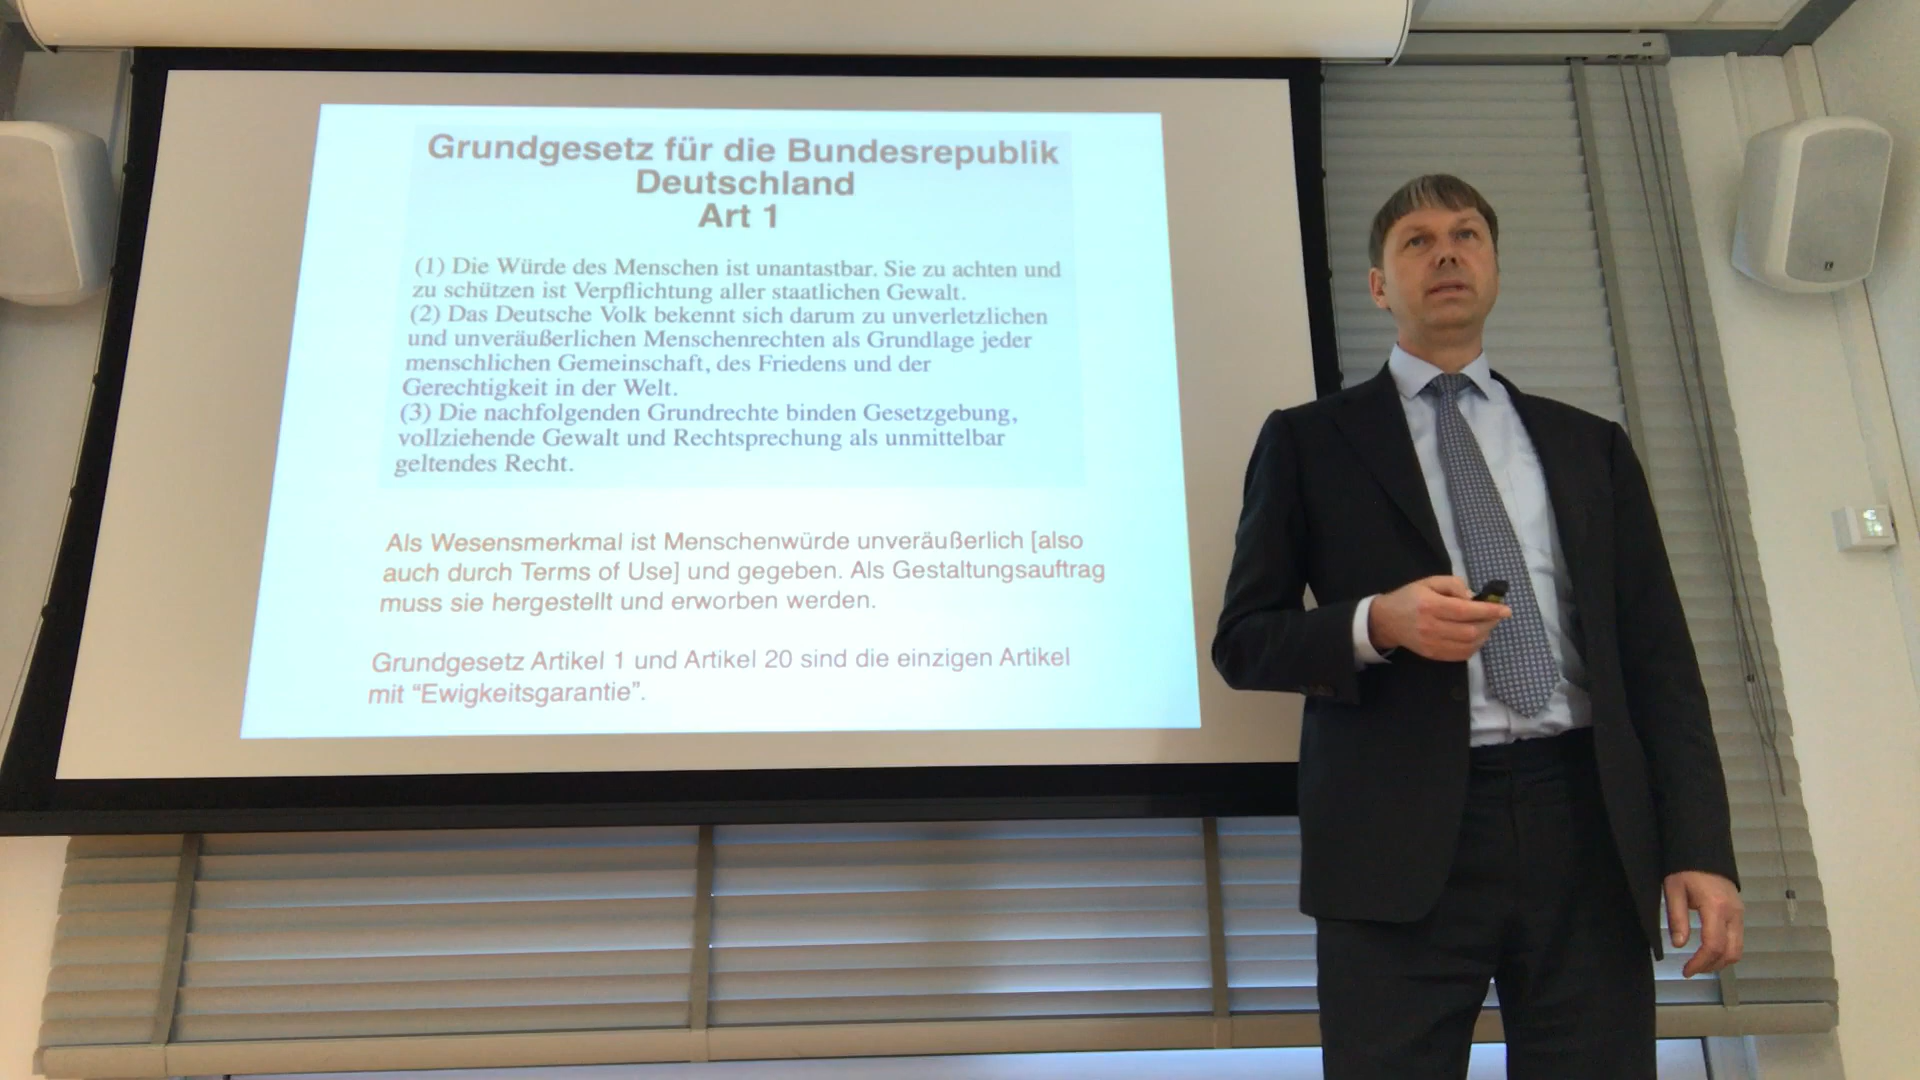 Grundgesetz für die Bundesrepublik
Deutschland
Art 1
(1) Die Würde des Menschen ist unantastbar. Sie zu achten und
zu schützen ist Verpflichtung aller staatlichen Gewalt.
(2) Das Deutsche Volk bekennt sich darum zu unverletzlichen
und unveräußerlichen Menschenrechten als Grundlage jeder
menschlichen Gemeinschaft, des Friedens und der
Gerechtigkeit in der Welt.
(3) Die nachfolgenden Grundrechte binden Gesetzgebung,
vollziehende Gewalt und Rechtsprechung als unmittelbar
geltendes Recht.
Als Wesensmerkmal ist Menschenwürde unveräußerlich [also
auch durch Terms of Use] und gegeben. Als Gestaltungsauftrag
muss sie hergestellt und erworben werden.
Grundgesetz Artikel 1 und Artikel 20 sind die einzigen Artikel
mit “Ewigkeitsgarantie”.